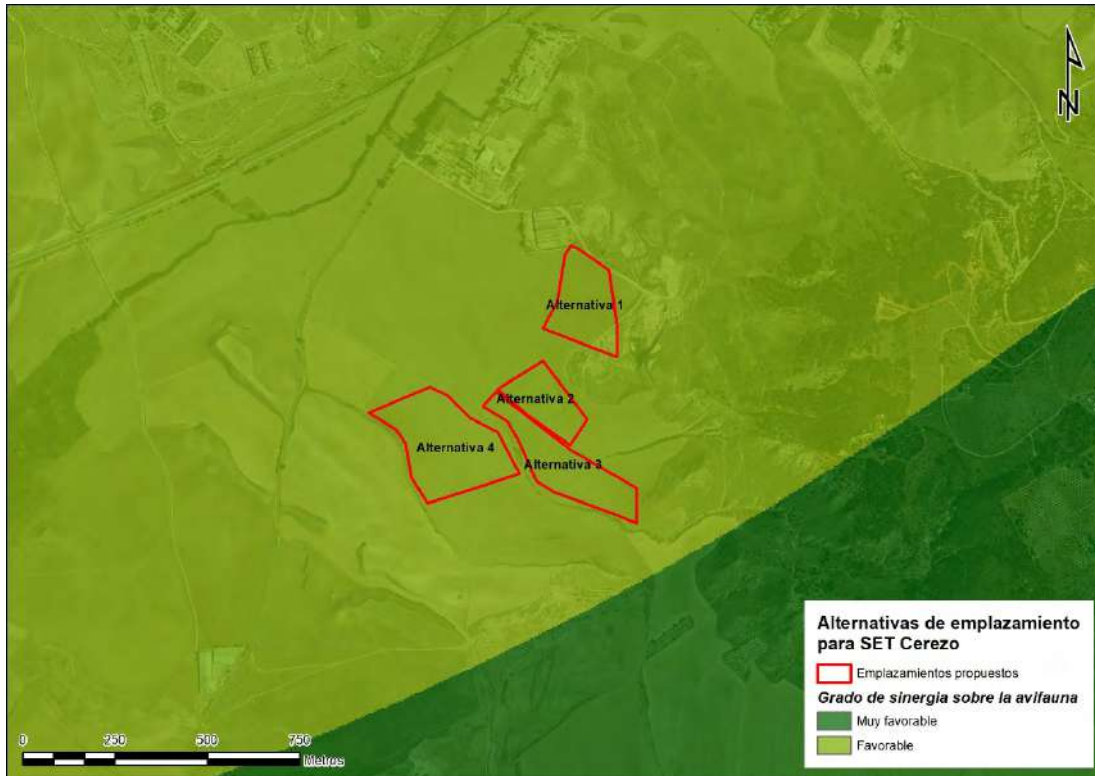 N
Alternativa 1
Alternativa 2
Alternativa 4
Alternativa 3
Alternativas de emplazamiento
para SET Cerezo
Emplazamientos propuestos
Grado de sinergia sobre la avifauna
Muy favorable
Favorable
0 250 500 750
Metros